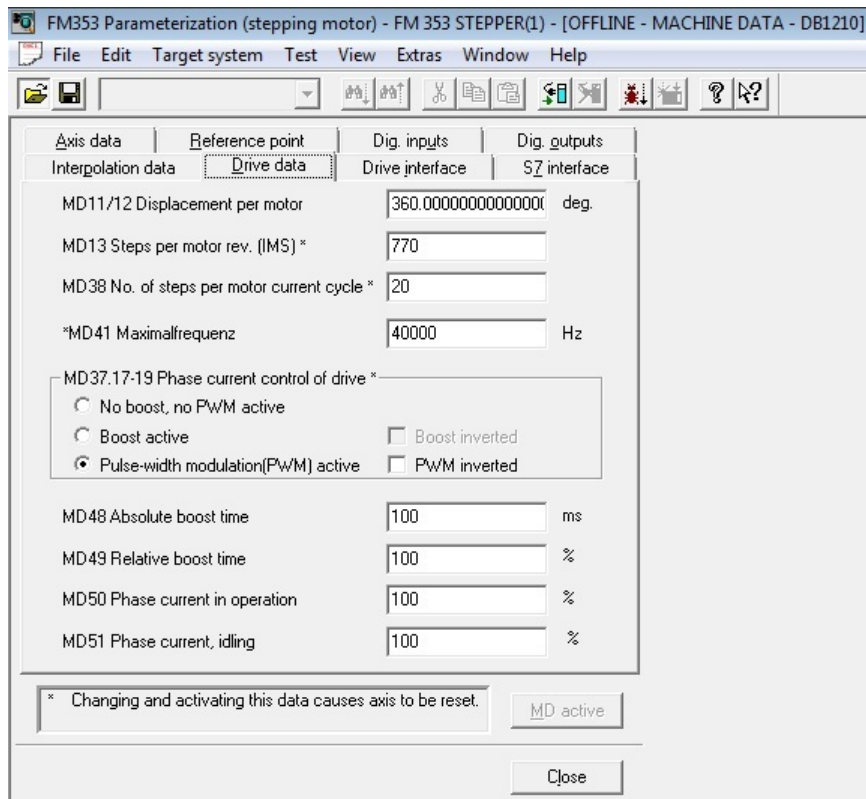 FM353 Parameterization (stepping motor) - FM 353 STEPPER(1) - [OFFLINE - MACHINE DATA - DB1210]
File Edit Target system Test View Extras Window Help
Axis data Reference point Dig. inputs Dig. outputs
Interpolation data Drive data Drive interface S7 interface
MD11/12 Displacement per motor 360.0000000000000( deg.
MD13 Steps per motor rev. (IMS) * 770
MD38 No. of steps per motor current cycle * 20
*MD41 Maximalfrequenz 40000 Hz
MD37.17-19 Phase current control of drive *
No boost, no PWM active
Boost active Boost inverted
Pulse-width modulation(PWM) active PWM inverted
MD48 Absolute boost time 100 ms
MD49 Relative boost time 100 %
MD50 Phase current in operation 100 %
MD51 Phase current, idling 100 %
* Changing and activating this data causes axis to be reset. MD active
Close